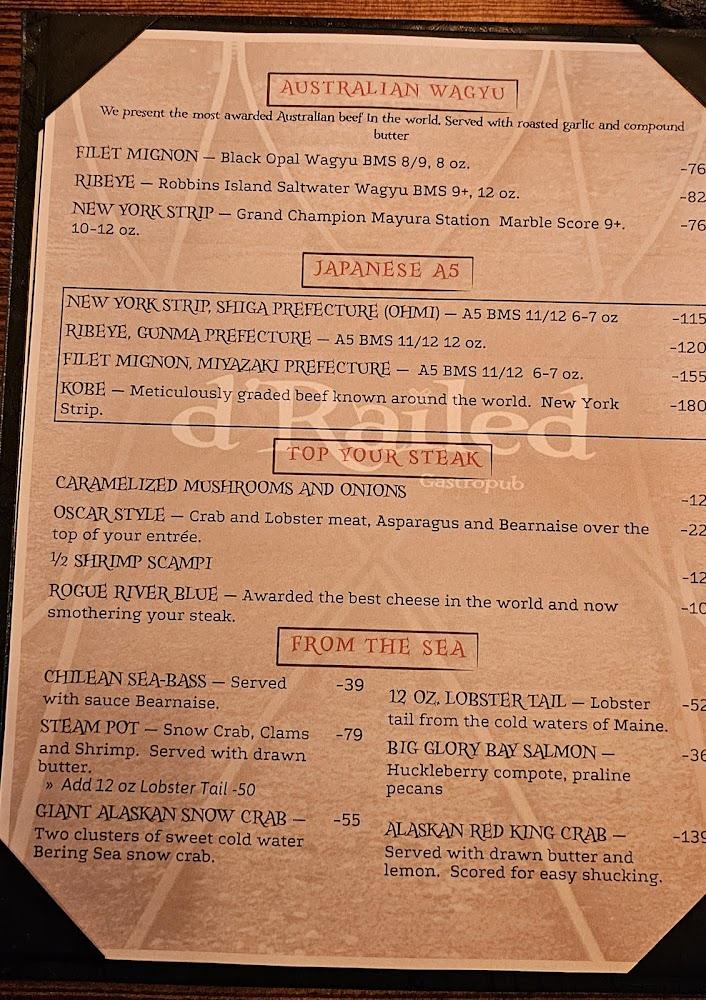 AUSTRALIAN WAGYU
We present the most awarded Australian beef in the world. Served with roasted garlic and compound
butter
FILET MIGNON — Black Opal Wagyu BMS 8/9, 8 oz. -76
RIBEYE — Robbins Island Saltwater Wagyu BMS 9+, 12 oz. -82
NEW YORK STRIP — Grand Champion Mayura Station Marble Score 9+. -76
10-12 oz.
JAPANESE A5
NEW YORK STRIP, SHIGA PREFECTURE (OHMI) — A5 BMS 11/12 6-7 oz -115
RIBEYE, GUNMA PREFECTURE — A5 BMS 11/12 12 oz. -120
FILET MIGNON, MIYAZAKI PREFECTURE — A5 BMS 11/12 6-7 oz. -155
KOBE — Meticulously graded beef known around the world. New York -180
Strip.
d'Railed
Gastropub
TOP YOUR STEAK
CARAMELIZED MUSHROOMS AND ONIONS -12
OSCAR STYLE — Crab and Lobster meat, Asparagus and Bearnaise over the -22
top of your entrée.
½ SHRIMP SCAMPI -12
ROGUE RIVER BLUE — Awarded the best cheese in the world and now -10
smothering your steak.
FROM THE SEA
CHILEAN SEA-BASS — Served -39
with sauce Bearnaise.
STEAM POT — Snow Crab, Clams -79
and Shrimp. Served with drawn
butter.
» Add 12 oz Lobster Tail -50
GIANT ALASKAN SNOW CRAB — -55
Two clusters of sweet cold water
Bering Sea snow crab.
12 OZ. LOBSTER TAIL — Lobster -52
tail from the cold waters of Maine.
BIG GLORY BAY SALMON — -36
Huckleberry compote, praline
pecans
ALASKAN RED KING CRAB — -139
Served with drawn butter and
lemon. Scored for easy shucking.